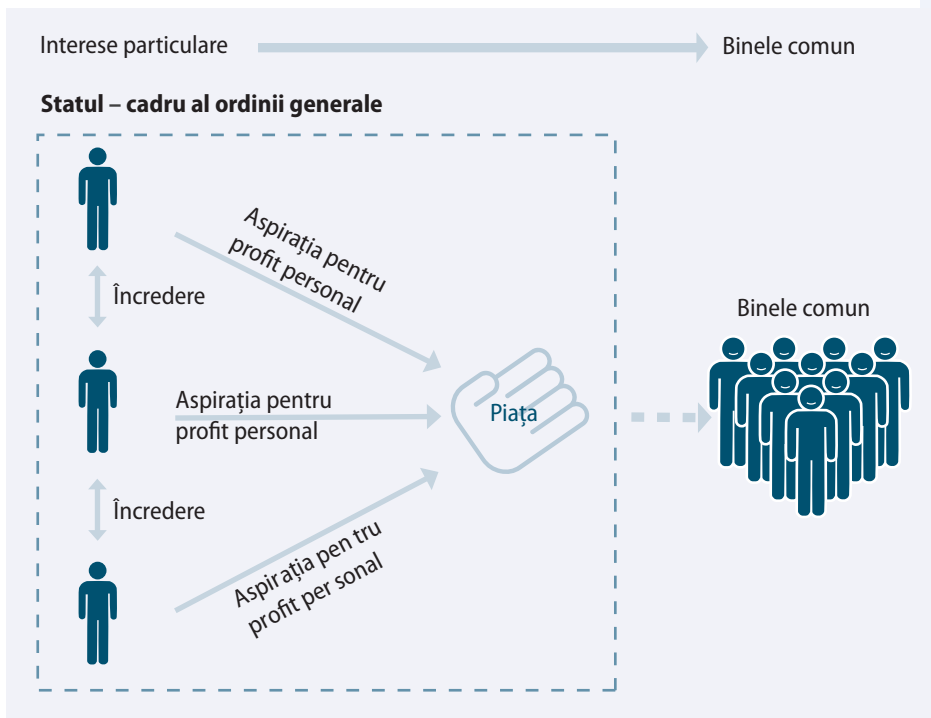 Interese particulare
Binele comun
Statul – cadru al ordinii generale
Aspirația pentru
profit personal
Încredere
Aspirația pentru
profit personal
Piața
Binele comun
Încredere
Aspirația pen tru
profit per sonal